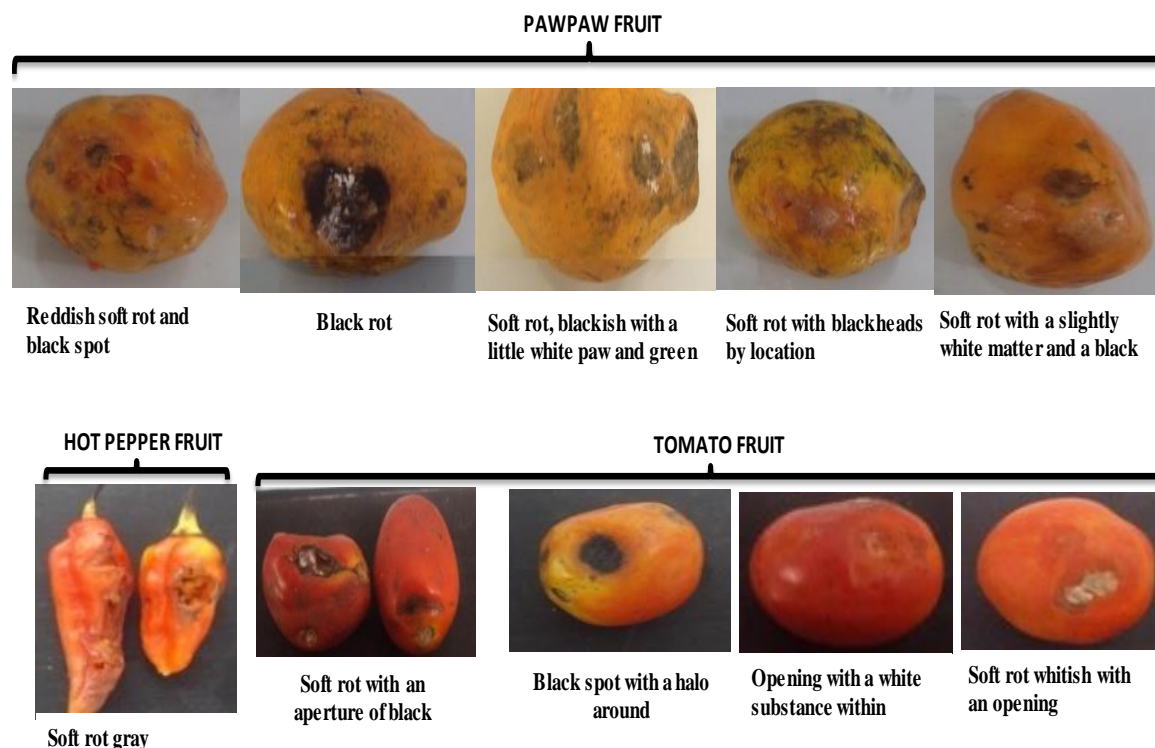 PAWPAW FRUIT
Reddish soft rot and
black spot
Black rot
Soft rot, blackish with a
little white paw and green
Soft rot with blackheads
by location
Soft rot with a slightly
white matter and a black
HOT PEPPER FRUIT
TOMATO FRUIT
Soft rot gray
Soft rot with an
aperture of black
Black spot with a halo
around
Opening with a white
substance within
Soft rot whitish with
an opening